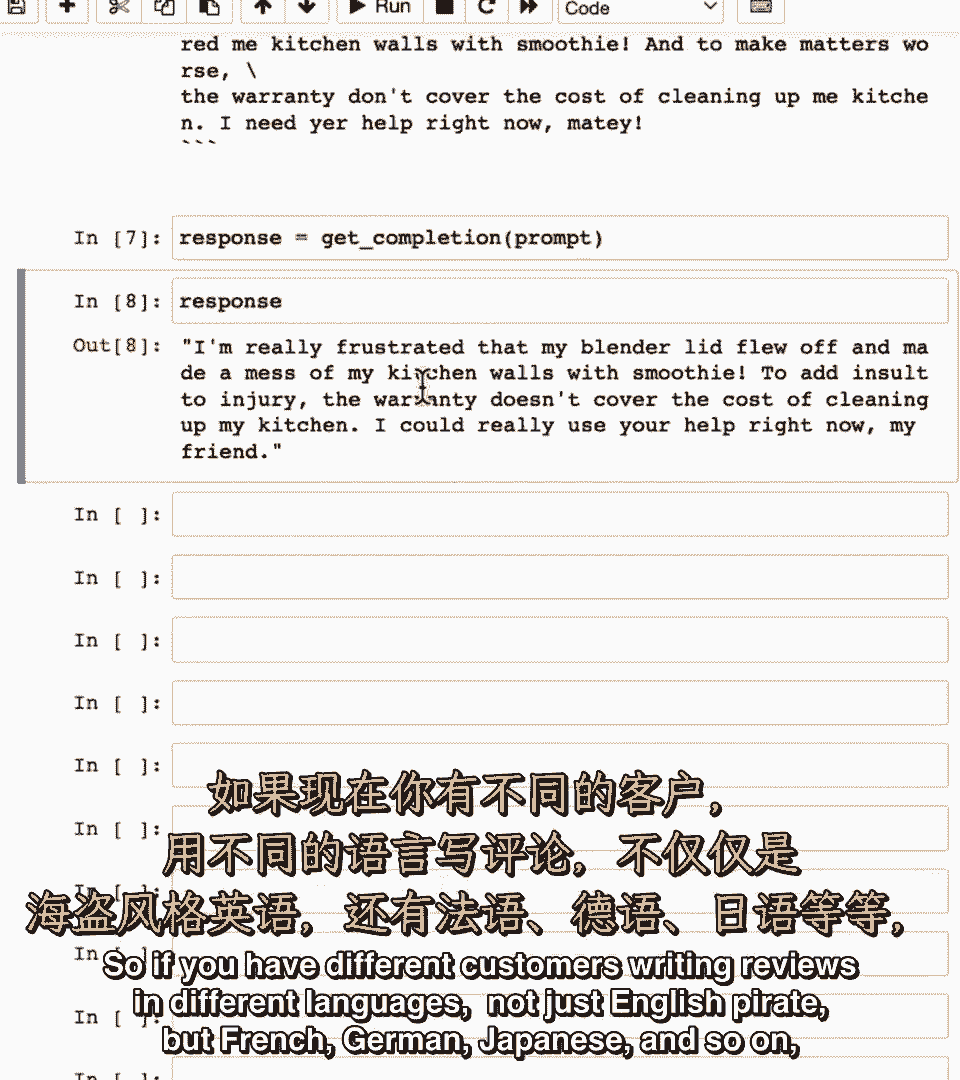 Run
Code
red me kitchen walls with smoothie! And to make matters wo
rse, \
the warranty don't cover the cost of cleaning up me kitche
n. I need yer help right now, matey!
```
In [7]: response = get_completion(prompt)
In [8]: response
Out[8]: "I'm really frustrated that my blender lid flew off and ma
de a mess of my kitchen walls with smoothie! To add insult
to injury, the warranty doesn't cover the cost of cleaning
up my kitchen. I could really use your help right now, my
friend."
In [ ]:
In [ ]:
In [ ]:
In [ ]:
In [ ]:
In [ ]:
In [ ]:
In [ ]:
In [ ]:
In [ ]:
如果现在你有不同的客户，
用不同的语言写评论，不仅仅是
海盗风格英语，还有法语、德语、日语等等，
So if you have different customers writing reviews
in different languages, not just English pirate,
but French, German, Japanese, and so on,